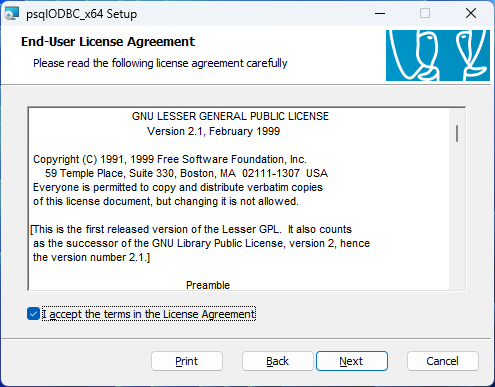 psqlODBC_x64 Setup
End-User License Agreement
Please read the following license agreement carefully
GNU LESSER GENERAL PUBLIC LICENSE
Version 2.1, February 1999
Copyright (C) 1991, 1999 Free Software Foundation, Inc.
59 Temple Place, Suite 330, Boston, MA  02111-1307  USA
Everyone is permitted to copy and distribute verbatim copies
of this license document, but changing it is not allowed.
[This is the first released version of the Lesser GPL.  It also counts
as the successor of the GNU Library Public License, version 2, hence
the version number 2.1.]
Preamble
I accept the terms in the License Agreement
Print Back Next Cancel